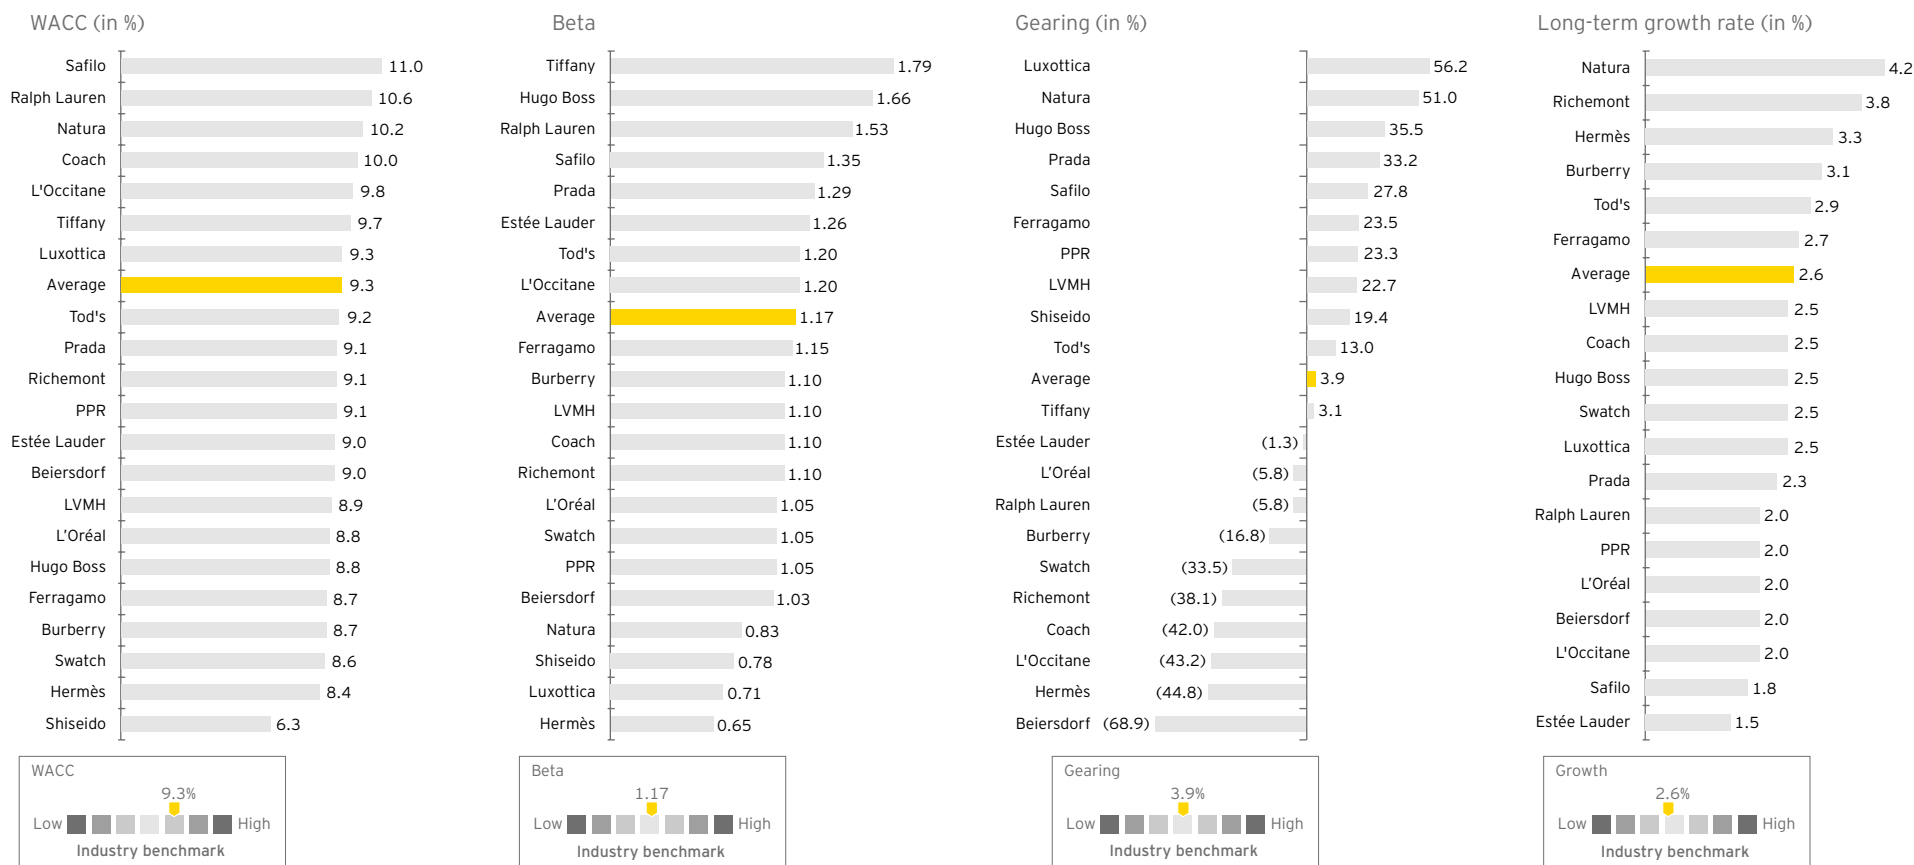 WACC (in %)
Safilo 11.0
Ralph Lauren 10.6
Natura 10.2
Coach 10.0
L'Occitane 9.8
Tiffany 9.7
Luxottica 9.3
Average 9.3
Tod's 9.2
Prada 9.1
Richemont 9.1
PPR 9.1
Estée Lauder 9.0
Beiersdorf 9.0
LVMH 8.9
L’Oréal 8.8
Hugo Boss 8.8
Ferragamo 8.7
Burberry 8.7
Swatch 8.6
Hermès 8.4
Shiseido 6.3
WACC
9.3%
Low High
Industry benchmark
Beta
Tiffany 1.79
Hugo Boss 1.66
Ralph Lauren 1.53
Safilo 1.35
Prada 1.29
Estée Lauder 1.26
Tod's 1.20
L'Occitane 1.20
Average 1.17
Ferragamo 1.15
Burberry 1.10
LVMH 1.10
Coach 1.10
Richemont 1.10
L’Oréal 1.05
Swatch 1.05
PPR 1.05
Beiersdorf 1.03
Natura 0.83
Shiseido 0.78
Luxottica 0.71
Hermès 0.65
Beta
1.17
Low High
Industry benchmark
Gearing (in %)
Luxottica 56.2
Natura 51.0
Hugo Boss 35.5
Prada 33.2
Safilo 27.8
Ferragamo 23.5
PPR 23.3
LVMH 22.7
Shiseido 19.4
Tod's 13.0
Average 3.9
Tiffany 3.1
Estée Lauder (1.3)
L’Oréal (5.8)
Ralph Lauren (5.8)
Burberry (16.8)
Swatch (33.5)
Richemont (38.1)
Coach (42.0)
L'Occitane (43.2)
Hermès (44.8)
Beiersdorf (68.9)
Gearing
3.9%
Low High
Industry benchmark
Long-term growth rate (in %)
Natura 4.2
Richemont 3.8
Hermès 3.3
Burberry 3.1
Tod's 2.9
Ferragamo 2.7
Average 2.6
LVMH 2.5
Coach 2.5
Hugo Boss 2.5
Swatch 2.5
Luxottica 2.5
Prada 2.3
Ralph Lauren 2.0
PPR 2.0
L’Oréal 2.0
Beiersdorf 2.0
L'Occitane 2.0
Safilo 1.8
Estée Lauder 1.5
Growth
2.6%
Low High
Industry benchmark